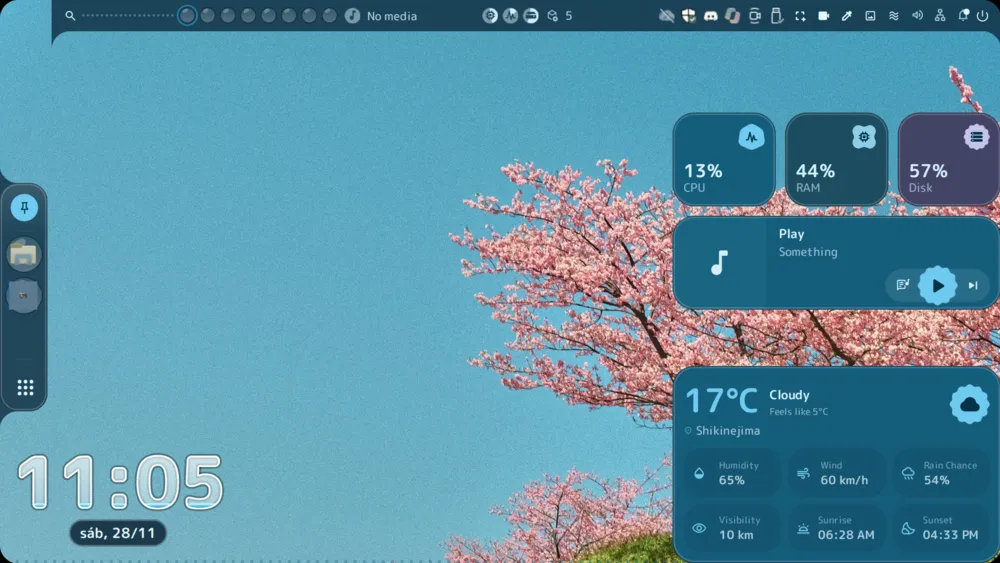 No media
5
13%
CPU
44%
RAM
57%
Disk
Play
Something
17°C
Cloudy
Feels like 5°C
Shikinejima
Humidity
65%
Wind
60 km/h
Rain Chance
54%
Visibility
10 km
Sunrise
06:28 AM
Sunset
04:33 PM
11:05
sáb, 28/11